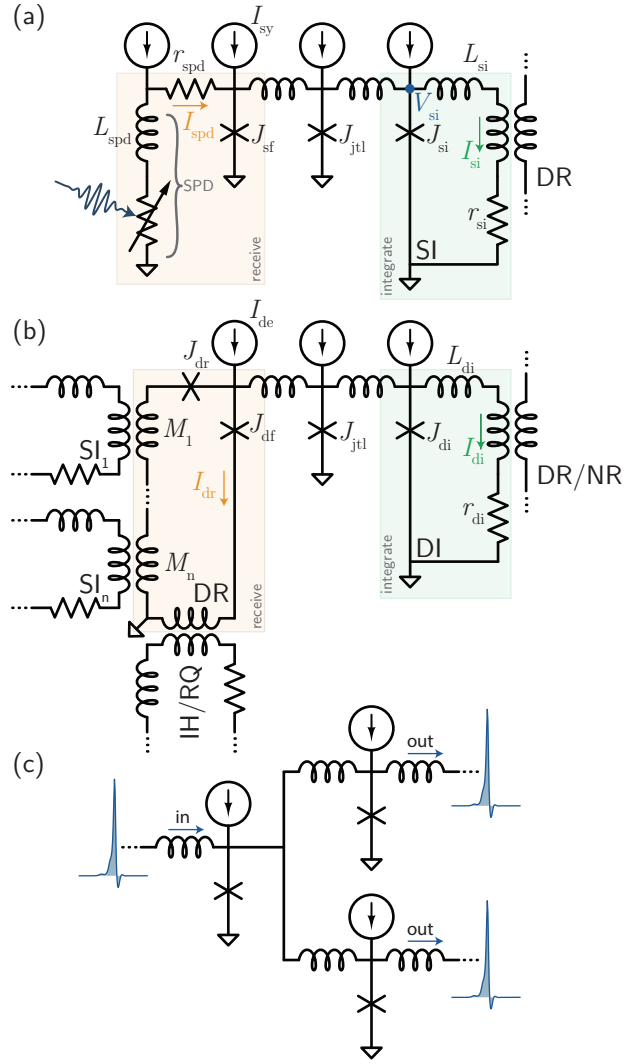 (a)
I_sy
r_spd
L_si
L_spd
I_spd
V_si
J_sf
J_jtl
J_si
I_si
SPD
DR
r_si
SI
receive
integrate
(b)
I_de
J_dr
L_di
M_1
J_df
J_jtl
J_di
I_di
SI_1
I_dr
DR/NR
r_di
M_n
DI
SI_n
DR
receive
integrate
IH/RQ
(c)
out
in
out